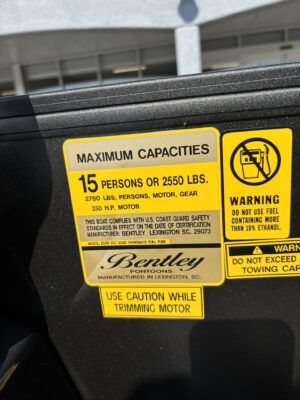 MAXIMUM CAPACITIES
15 PERSONS OR 2550 LBS.
2780 LBS, PERSONS, MOTOR, GEAR
250 H.P. MOTOR
THIS BOAT COMPLIES WITH U.S. COAST GUARD SAFETY
STANDARDS IN EFFECT ON THE DATE OF CERTIFICATION
MANUFACTURER: BENTLEY LEXINGTON SC, 29073
Bentley
PONTOONS
MANUFACTURED IN LEXINGTON, SC.
USE CAUTION WHILE
TRIMMING MOTOR
WARNING
DO NOT USE FUEL
CONTAINING MORE
THAN 10% ETHANOL.
DO NOT EXCEED
TOWING